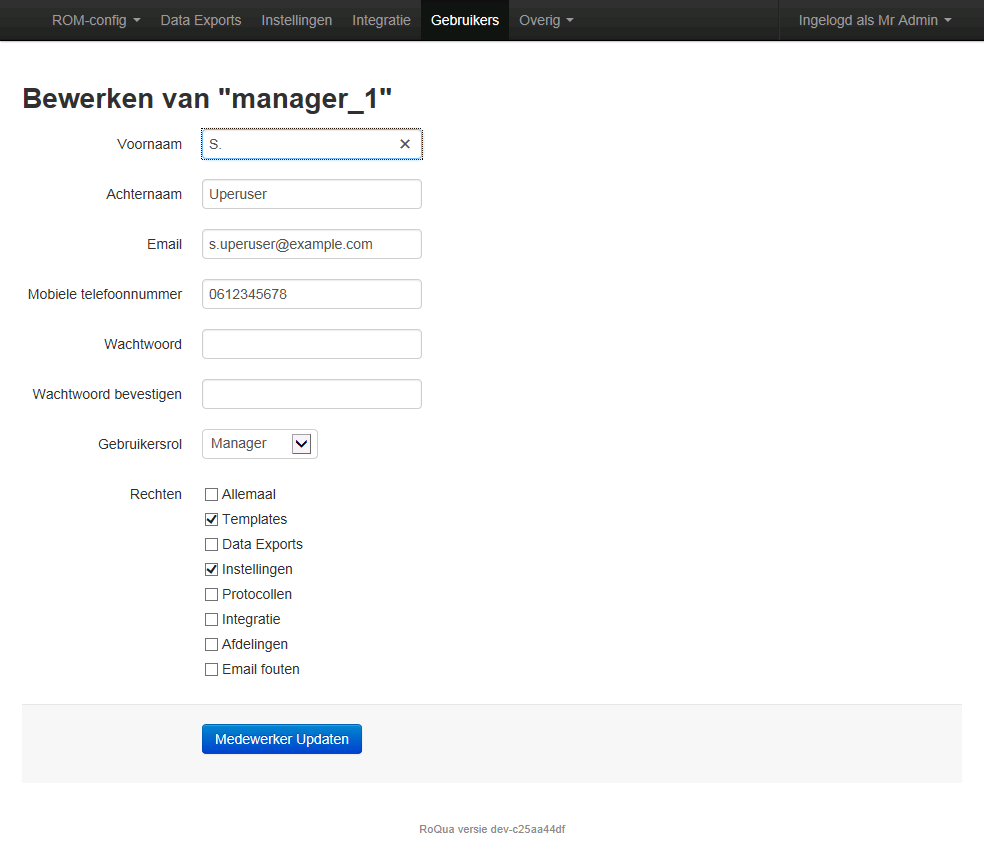 ROM-config Data Exports Instellingen Integratie Gebruikers Overig Ingelogd als Mr Admin
Bewerken van "manager_1"
Voornaam S.
Achternaam Uperuser
Email s.uperuser@example.com
Mobiele telefoonnummer 0612345678
Wachtwoord
Wachtwoord bevestigen
Gebruikersrol Manager
Rechten Allemaal
Templates
Data Exports
Instellingen
Protocollen
Integratie
Afdelingen
Email fouten
Medewerker Updaten
RoQua versie dev-c25aa44df